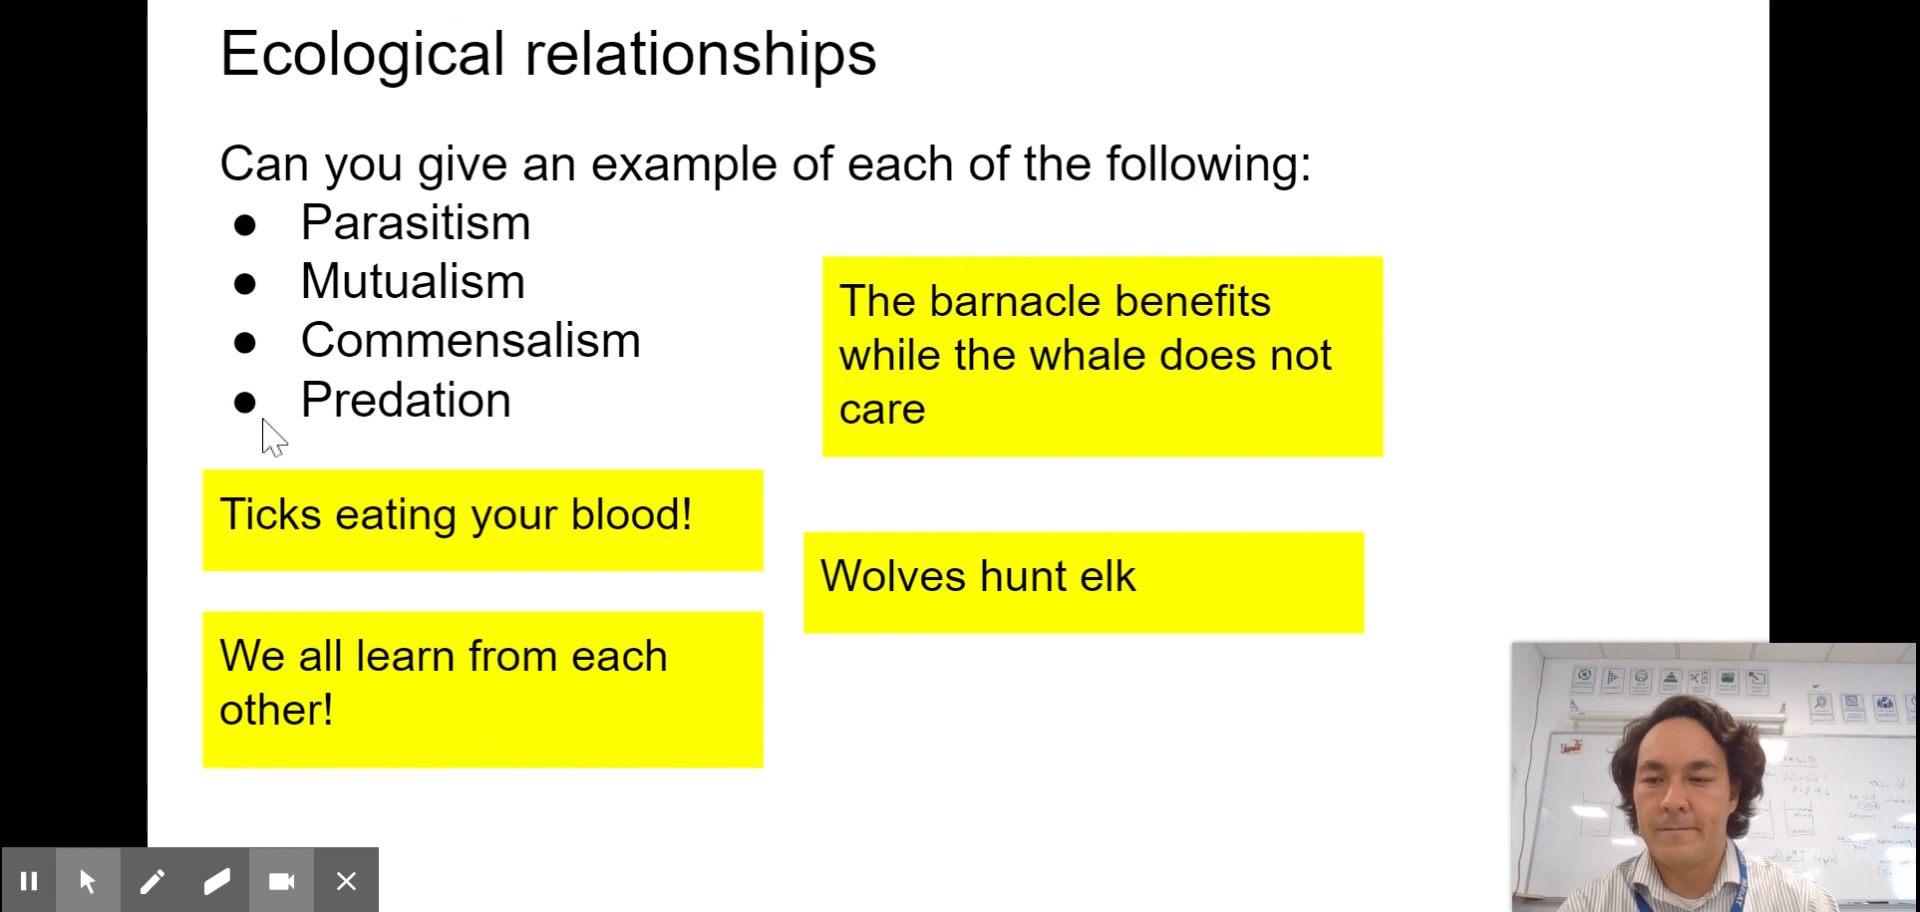 Ecological relationships
Can you give an example of each of the following:
● Parasitism
● Mutualism
● Commensalism
● Predation
The barnacle benefits
while the whale does not
care
Ticks eating your blood!
Wolves hunt elk
We all learn from each
other!